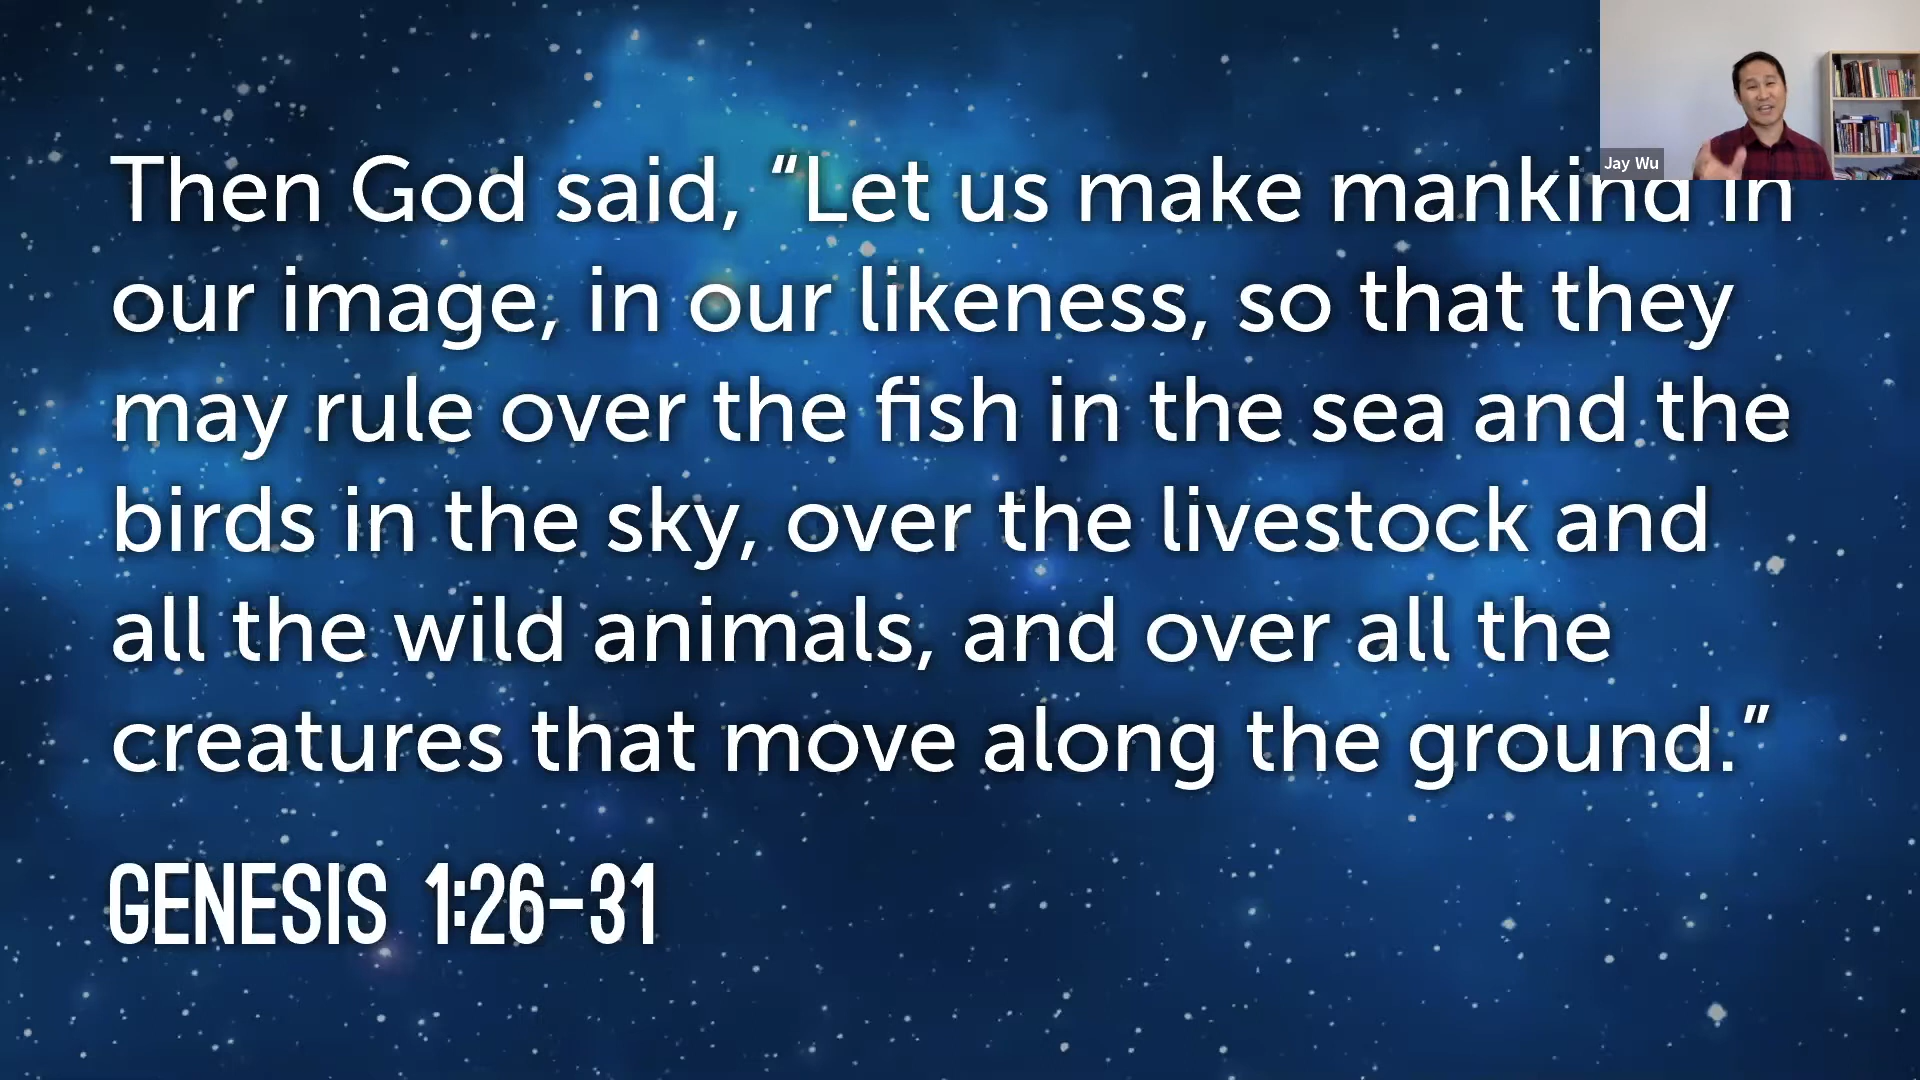 Then God said, “Let us make mankind in
our image, in our likeness, so that they
may rule over the fish in the sea and the
birds in the sky, over the livestock and
all the wild animals, and over all the
creatures that move along the ground.”
GENESIS 1:26-31
Jay Wu